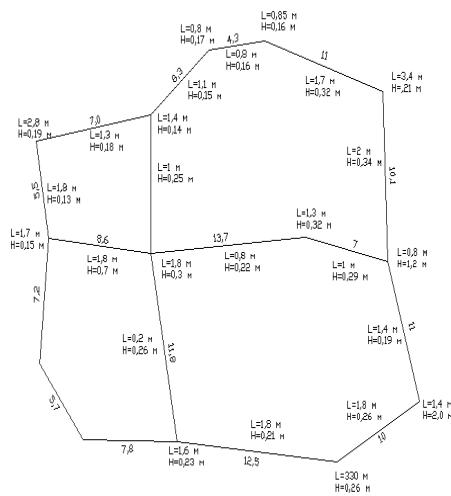 L=0,8 м
H=0,17 м
4,3
L=0,85 м
H=0,16 м
L=0,8 м
H=0,16 м
11
L=1,7 м
H=0,32 м
L=3,4 м
H=,21 м
6,3
L=1,1 м
H=0,15 м
L=2,8 м
H=0,19 м
7,0
L=1,3 м
H=0,18 м
L=1,4 м
H=0,14 м
L=2 м
H=0,34 м
10,1
L=1 м
H=0,25 м
5,5
L=1,8 м
H=0,13 м
L=1,7 м
H=0,15 м
8,6
L=1,8 м
H=0,7 м
L=1,8 м
H=0,3 м
13,7
L=0,8 м
H=0,22 м
L=1,3 м
H=0,32 м
7
L=1 м
H=0,29 м
L=0,8 м
H=1,2 м
7,2
L=0,2 м
H=0,26 м
11,8
L=1,4 м
H=0,19 м
11
L=1,8 м
H=0,26 м
L=1,4 м
H=2,0 м
10
L=1,8 м
H=0,21 м
7,8
L=1,6 м
H=0,23 м
12,5
L=330 м
H=0,26 м